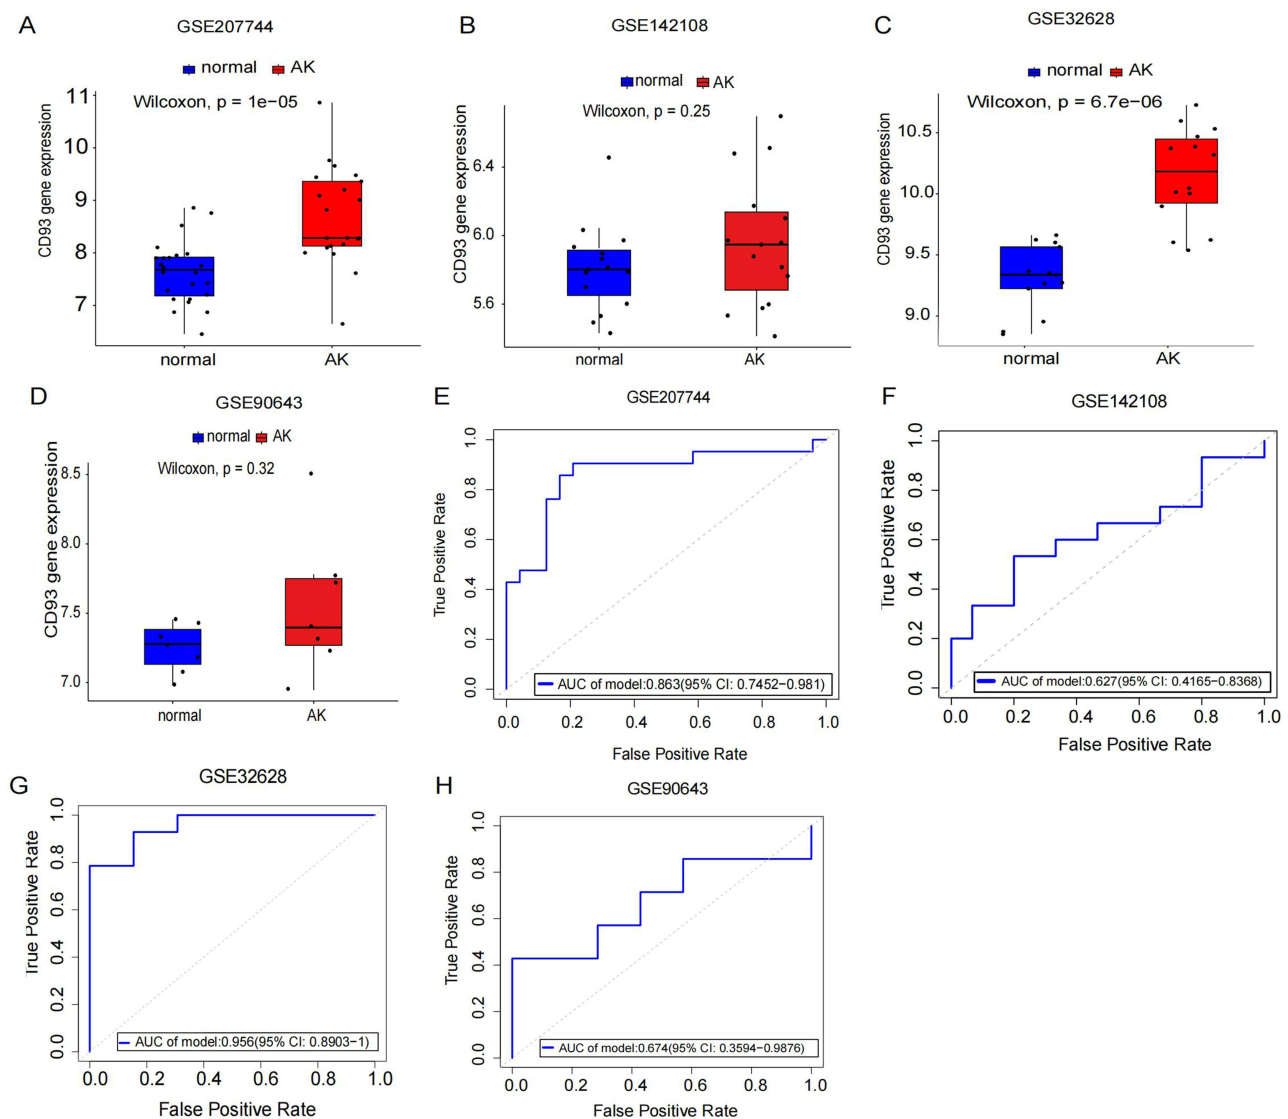 A
GSE207744
normal AK
Wilcoxon, p = 1e−05
CD93 gene expression
11
10
9
8
7
normal AK
B
GSE142108
normal AK
Wilcoxon, p = 0.25
CD93 gene expression
6.4
6.0
5.6
normal AK
C
GSE32628
normal AK
Wilcoxon, p = 6.7e−06
CD93 gene expression
10.5
10.0
9.5
9.0
normal AK
D
GSE90643
normal AK
Wilcoxon, p = 0.32
CD93 gene expression
8.5
8.0
7.5
7.0
normal AK
E
GSE207744
True Positive Rate
1.0
0.8
0.6
0.4
0.2
0.0
AUC of model:0.863(95% CI: 0.7452−0.981)
0.0 0.2 0.4 0.6 0.8 1.0
False Positive Rate
F
GSE142108
True Positive Rate
1.0
0.8
0.6
0.4
0.2
0.0
AUC of model:0.627(95% CI: 0.4165−0.8368)
0.0 0.2 0.4 0.6 0.8 1.0
False Positive Rate
G
GSE32628
True Positive Rate
1.0
0.8
0.6
0.4
0.2
0.0
AUC of model:0.956(95% CI: 0.8903−1)
0.0 0.2 0.4 0.6 0.8 1.0
False Positive Rate
H
GSE90643
True Positive Rate
1.0
0.8
0.6
0.4
0.2
0.0
AUC of model:0.674(95% CI: 0.3594−0.9876)
0.0 0.2 0.4 0.6 0.8 1.0
False Positive Rate